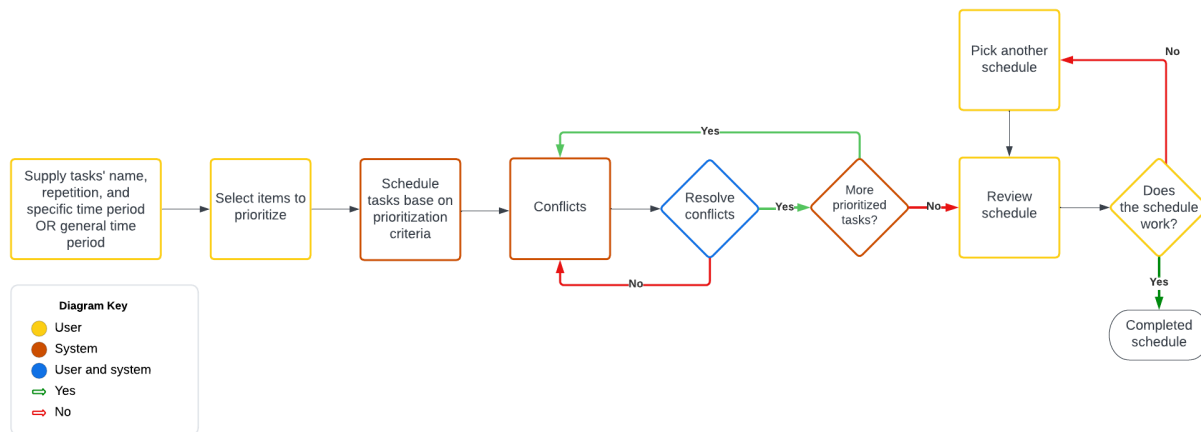 Supply tasks' name,
repetition, and
specific time period
OR general time
period
Select items to
prioritize
Schedule
tasks base on
prioritization
criteria
Conflicts
Resolve
conflicts
Yes
No
Yes
More
prioritized
tasks?
No
Pick another
schedule
Review
schedule
No
Does
the schedule
work?
Yes
Completed
schedule
Diagram Key
User
System
User and system
Yes
No